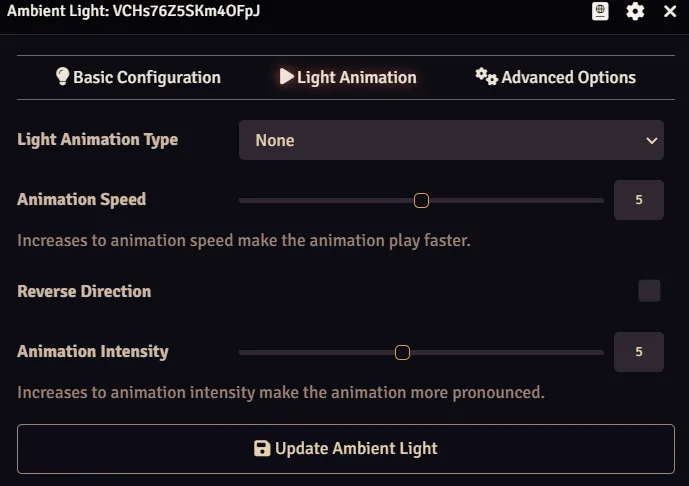 Ambient Light: VCHs76Z5SKm4OFpJ
Basic Configuration
Light Animation
Advanced Options
Light Animation Type
None
Animation Speed
5
Increases to animation speed make the animation play faster.
Reverse Direction
Animation Intensity
5
Increases to animation intensity make the animation more pronounced.
Update Ambient Light